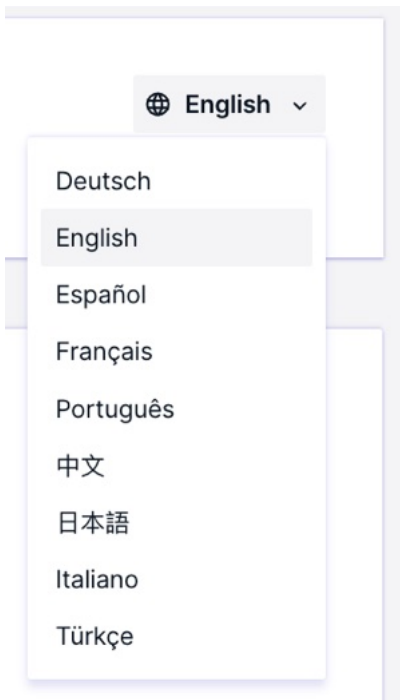 English
Deutsch
English
Español
Français
Português
中文
日本語
Italiano
Türkçe